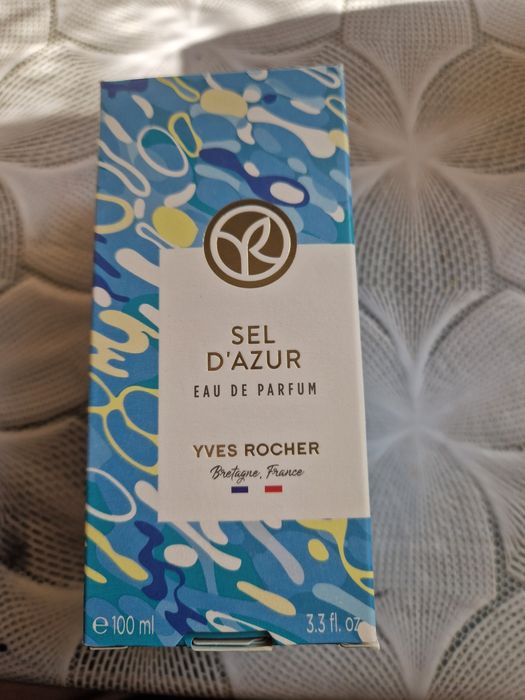 SEL
D'AZUR
EAU DE PARFUM
YVES ROCHER
Bretagne, France
e 100 ml
3.3 fl. oz